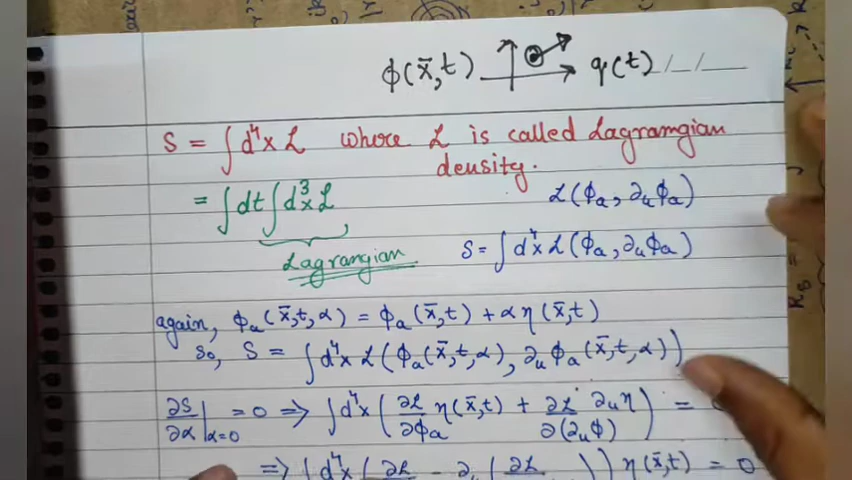 ϕ(x̄,t) q(t) / /
S = ∫d⁴x ℒ where ℒ is called Lagramgian
density.
= ∫dt ∫d³x ℒ
ℒ(ϕₐ, ∂ᵤϕₐ)
Lagrangian
S = ∫d⁴x ℒ(ϕₐ, ∂ᵤϕₐ)
again, ϕₐ(x̄,t,α) = ϕₐ(x̄,t) + α η(x̄,t)
So, S = ∫d⁴x ℒ(ϕₐ(x̄,t,α), ∂ᵤϕₐ(x̄,t,α))
∂S/∂α|α=0 = 0 ⇒ ∫d⁴x (∂ℒ/∂ϕₐ η(x̄,t) + ∂ℒ/∂(∂ᵤϕ) ∂ᵤη) =
⇒ ∫d⁴x (∂ℒ - ∂ (∂ℒ )) η(x̄,t) = 0